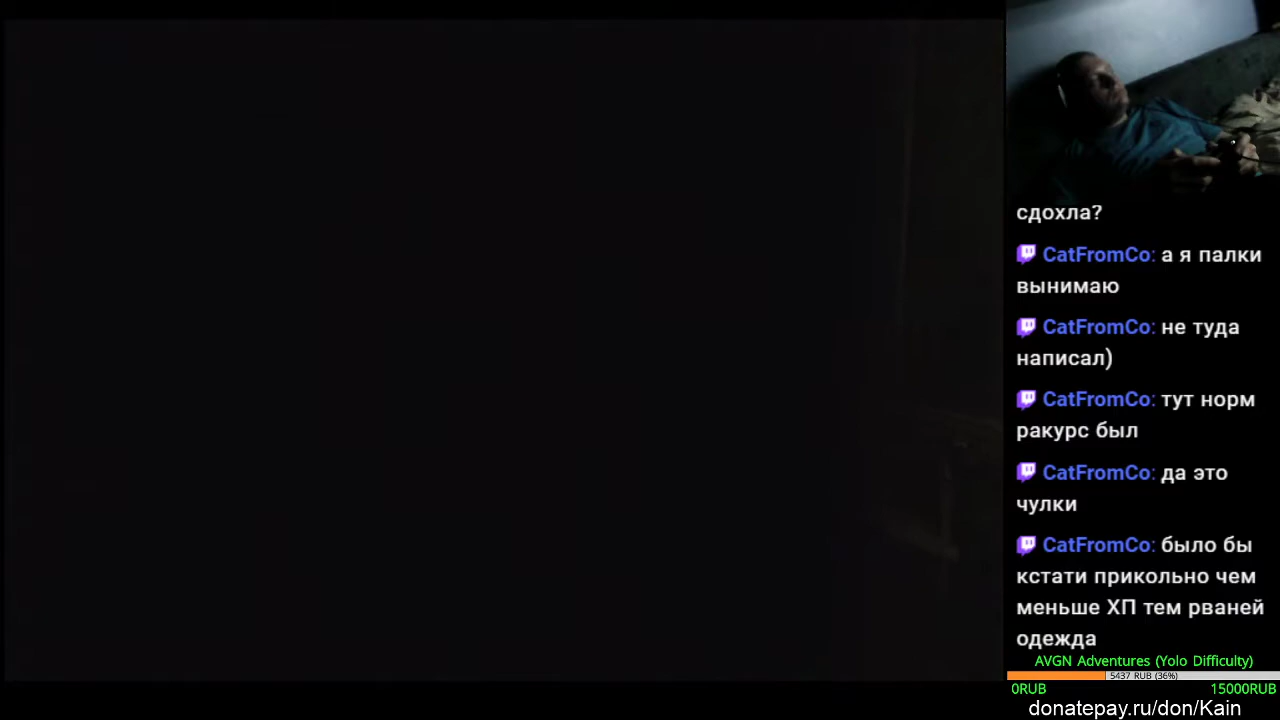 сдохла?
CatFromCo: а я палки
вынимаю
CatFromCo: не туда
написал)
CatFromCo: тут норм
ракурс был
CatFromCo: да это
чулки
CatFromCo: было бы
кстати прикольно чем
меньше ХП тем рваней
одежда
AVGN Adventures (Yolo Difficulty)
5437 RUB (36%)
0RUB 15000RUB
donatepay.ru/don/Kain